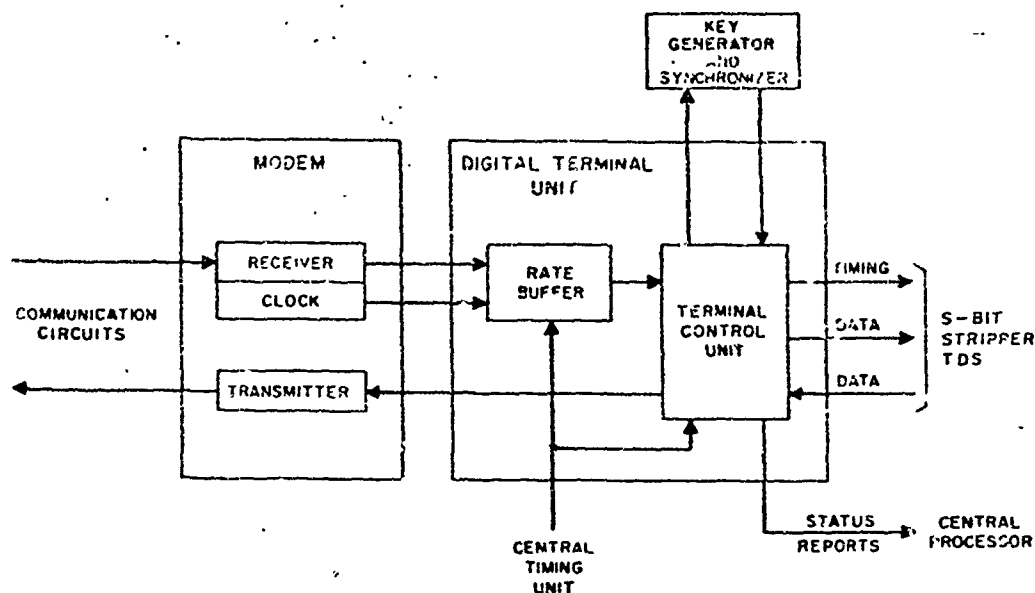 KEY
GENERATOR
AND
SYNCHRONIZER
MODEM
DIGITAL TERMINAL
UNIT
RECEIVER
CLOCK
TRANSMITTER
COMMUNICATION
CIRCUITS
RATE
BUFFER
TERMINAL
CONTROL
UNIT
TIMING
DATA
DATA
S-BIT
STRIPPER
TDS
STATUS
REPORTS
CENTRAL
PROCESSOR
CENTRAL
TIMING
UNIT